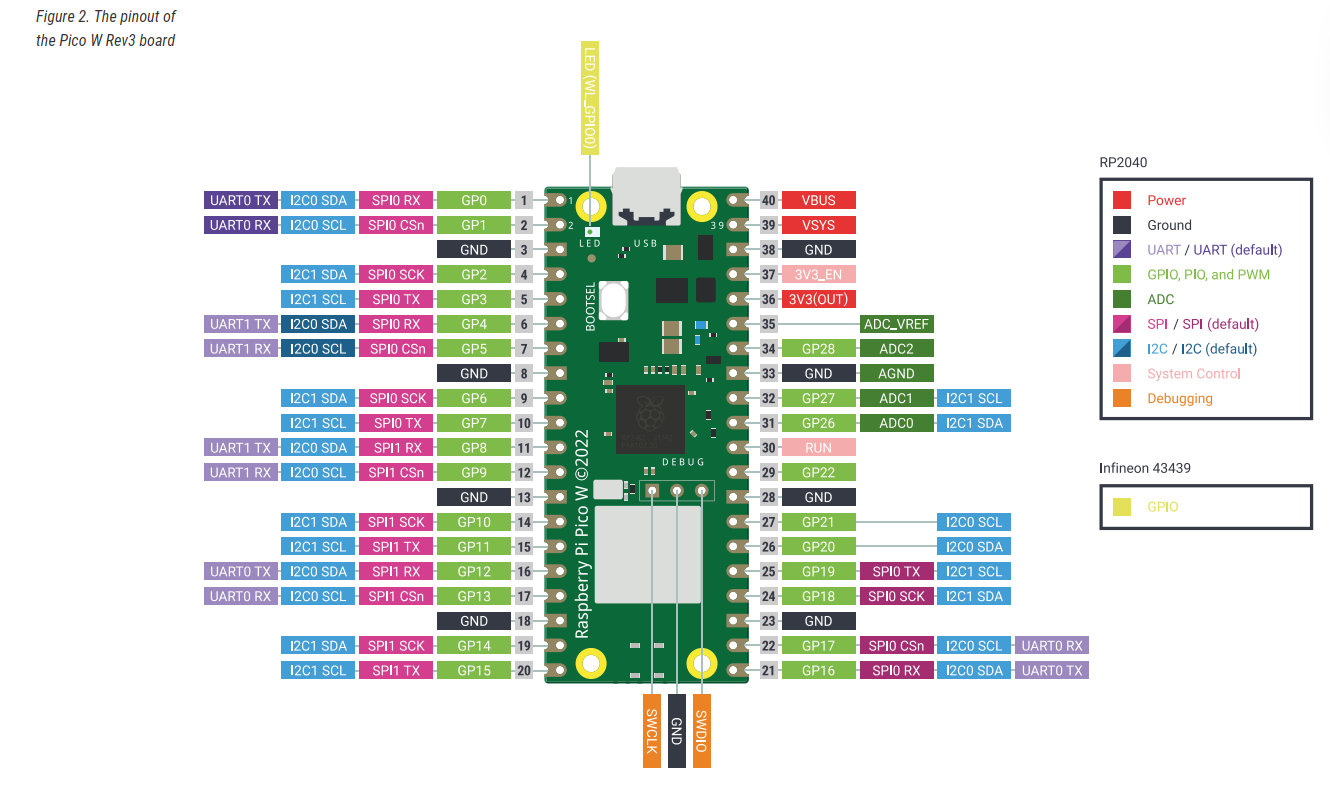 Figure 2. The pinout of
the Pico W Rev3 board
LED (WL_GPIO0)
UART0 TX I2C0 SDA SPI0 RX GP0 1 1 40 VBUS
UART0 RX I2C0 SCL SPI0 CSn GP1 2 2 39 39 VSYS
LED USB
GND 3 38 GND
I2C1 SDA SPI0 SCK GP2 4 37 3V3_EN
I2C1 SCL SPI0 TX GP3 5 36 3V3(OUT)
BOOTSEL
UART1 TX I2C0 SDA SPI0 RX GP4 6 35 ADC_VREF
UART1 RX I2C0 SCL SPI0 CSn GP5 7 34 GP28 ADC2
GND 8 33 GND AGND
I2C1 SDA SPI0 SCK GP6 9 32 GP27 ADC1 I2C1 SCL
I2C1 SCL SPI0 TX GP7 10 31 GP26 ADC0 I2C1 SDA
UART1 TX I2C0 SDA SPI1 RX GP8 11 30 RUN
DEBUG
UART1 RX I2C0 SCL SPI1 CSn GP9 12 29 GP22
GND 13 28 GND
I2C1 SDA SPI1 SCK GP10 14 27 GP21 I2C0 SCL
I2C1 SCL SPI1 TX GP11 15 26 GP20 I2C0 SDA
UART0 TX I2C0 SDA SPI1 RX GP12 16 25 GP19 SPI0 TX I2C1 SCL
UART0 RX I2C0 SCL SPI1 CSn GP13 17 24 GP18 SPI0 SCK I2C1 SDA
GND 18 23 GND
I2C1 SDA SPI1 SCK GP14 19 22 GP17 SPI0 CSn I2C0 SCL UART0 RX
I2C1 SCL SPI1 TX GP15 20 21 GP16 SPI0 RX I2C0 SDA UART0 TX
Raspberry Pi Pico W ©2022
SWCLK
GND
SWDIO
RP2040
Power
Ground
UART / UART (default)
GPIO, PIO, and PWM
ADC
SPI / SPI (default)
I2C / I2C (default)
System Control
Debugging
Infineon 43439
GPIO